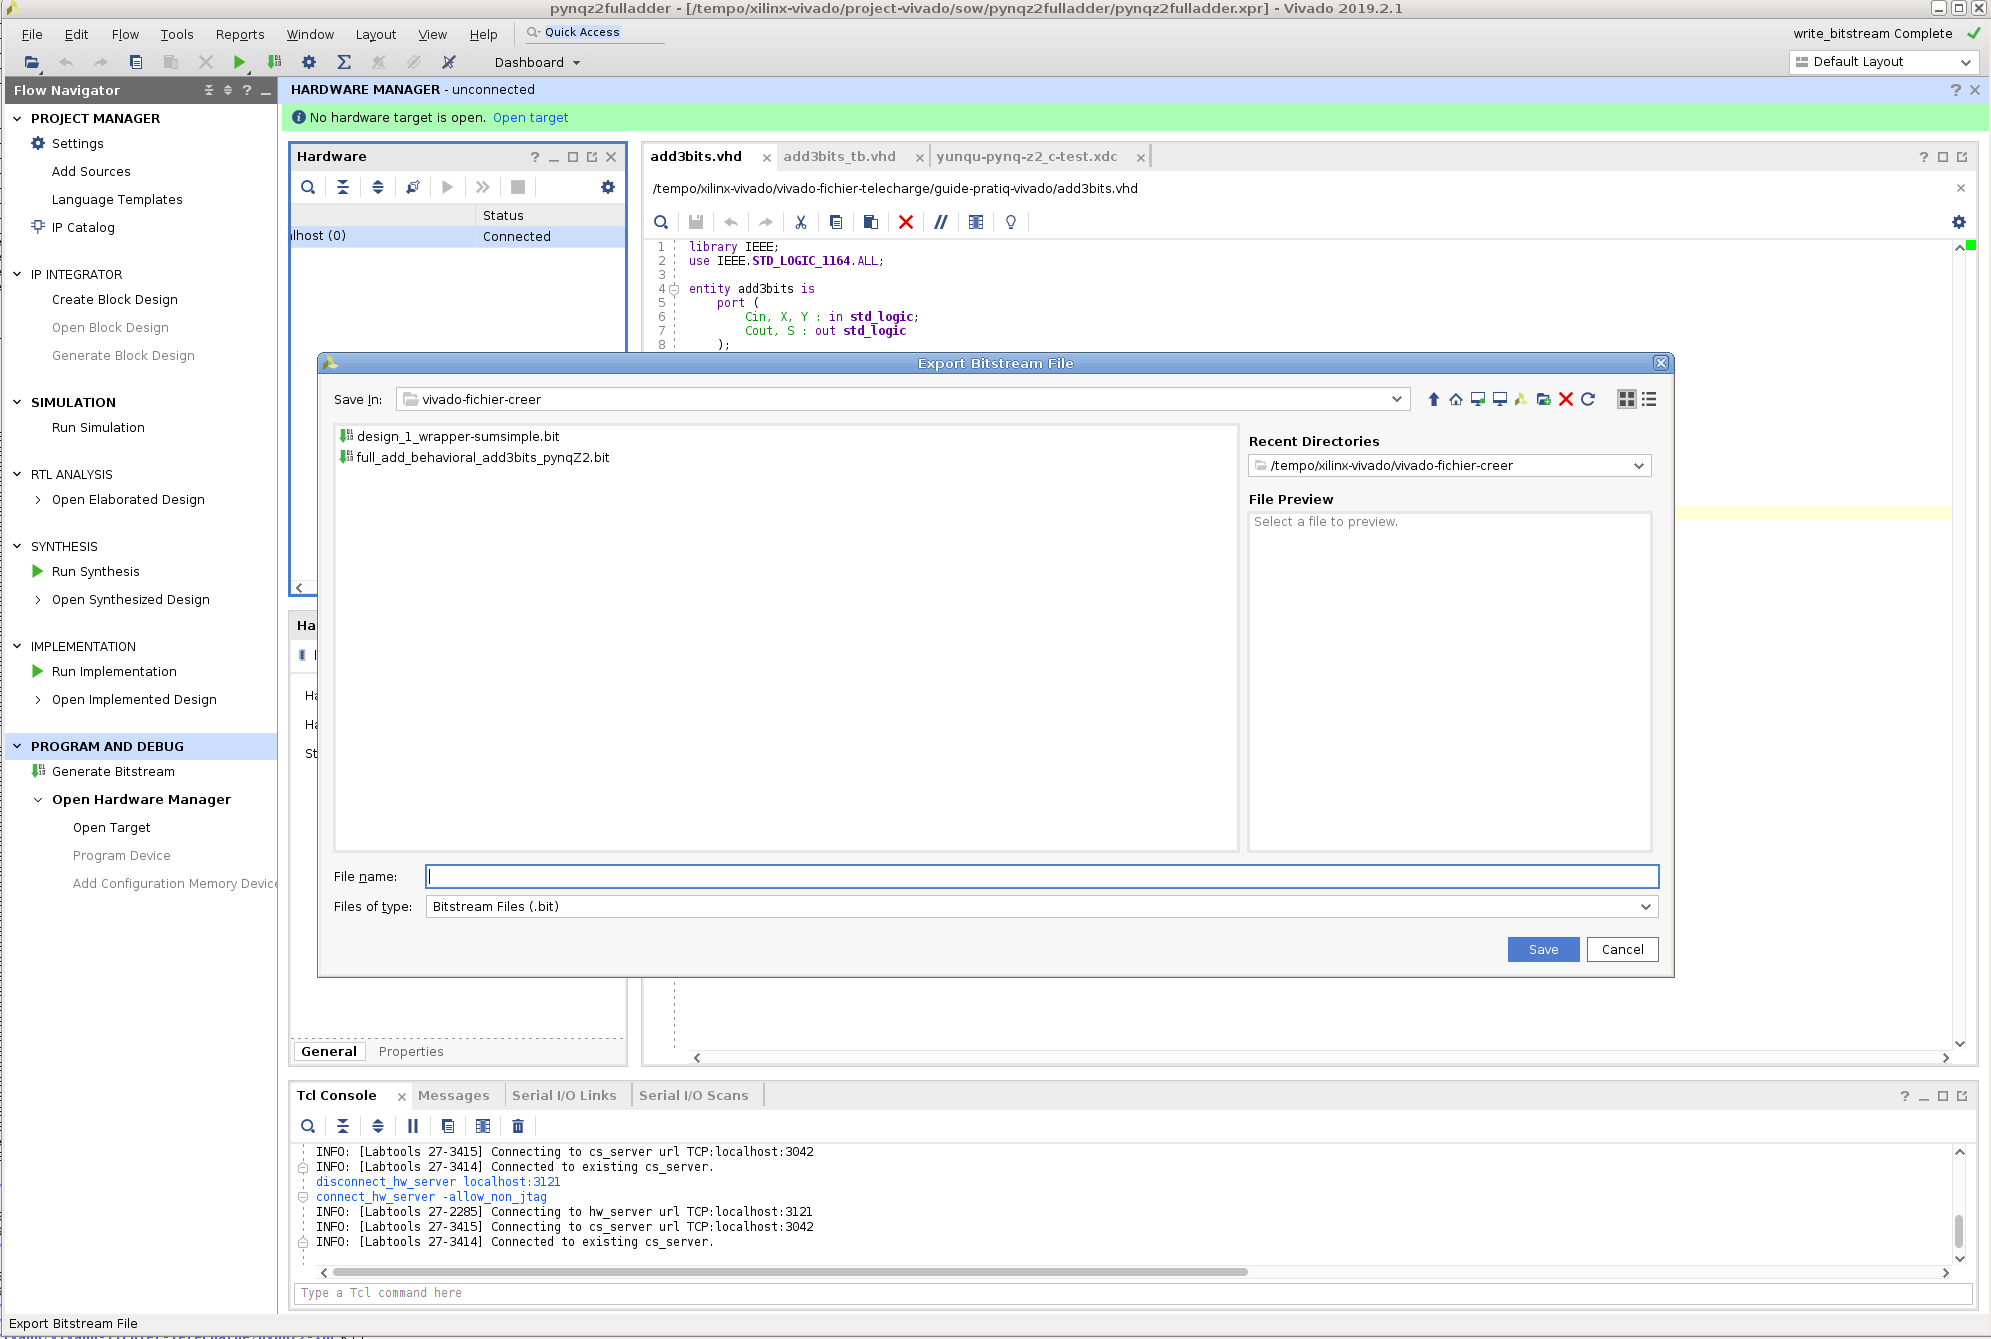 pynqz2fulladder - [/tempo/xilinx-vivado/project-vivado/sow/pynqz2fulladder/pynqz2fulladder.xpr] - Vivado 2019.2.1
File Edit Flow Tools Reports Window Layout View Help Quick Access
write_bitstream Complete
Dashboard
Default Layout
Flow Navigator
PROJECT MANAGER
Settings
Add Sources
Language Templates
IP Catalog
IP INTEGRATOR
Create Block Design
Open Block Design
Generate Block Design
SIMULATION
Run Simulation
RTL ANALYSIS
Open Elaborated Design
SYNTHESIS
Run Synthesis
Open Synthesized Design
IMPLEMENTATION
Run Implementation
Open Implemented Design
PROGRAM AND DEBUG
Generate Bitstream
Open Hardware Manager
Open Target
Program Device
Add Configuration Memory Device
HARDWARE MANAGER - unconnected
No hardware target is open. Open target
Hardware
Status
lhost (0) Connected
Ha
Ha
Ha
St
General Properties
add3bits.vhd add3bits_tb.vhd yunqu-pynq-z2_c-test.xdc
/tempo/xilinx-vivado/vivado-fichier-telecharge/guide-pratiq-vivado/add3bits.vhd
1 library IEEE;
2 use IEEE.STD_LOGIC_1164.ALL;
3
4 entity add3bits is
5 port (
6 Cin, X, Y : in std_logic;
7 Cout, S : out std_logic
8 );
Export Bitstream File
Save In: vivado-fichier-creer
design_1_wrapper-sumsimple.bit
full_add_behavioral_add3bits_pynqZ2.bit
Recent Directories
/tempo/xilinx-vivado/vivado-fichier-creer
File Preview
Select a file to preview.
File name:
Files of type: Bitstream Files (.bit)
Save Cancel
Tcl Console Messages Serial I/O Links Serial I/O Scans
INFO: [Labtools 27-3415] Connecting to cs_server url TCP:localhost:3042
INFO: [Labtools 27-3414] Connected to existing cs_server.
disconnect_hw_server localhost:3121
connect_hw_server -allow_non_jtag
INFO: [Labtools 27-2285] Connecting to hw_server url TCP:localhost:3121
INFO: [Labtools 27-3415] Connecting to cs_server url TCP:localhost:3042
INFO: [Labtools 27-3414] Connected to existing cs_server.
Type a Tcl command here
Export Bitstream File